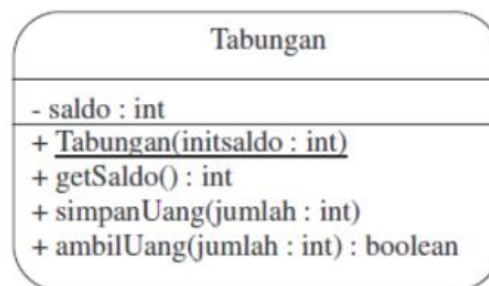 Tabungan
- saldo : int
+ Tabungan(initsaldo : int)
+ getSaldo() : int
+ simpanUang(jumlah : int)
+ ambilUang(jumlah : int) : boolean